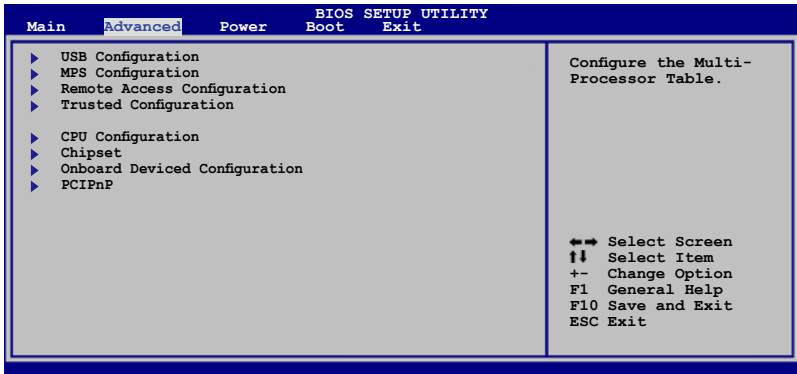 BIOS SETUP UTILITY
Main Advanced Power Boot Exit
USB Configuration
MPS Configuration
Remote Access Configuration
Trusted Configuration
CPU Configuration
Chipset
Onboard Deviced Configuration
PCIPnP
Configure the Multi-
Processor Table.
←→ Select Screen
↑↓ Select Item
+- Change Option
F1 General Help
F10 Save and Exit
ESC Exit